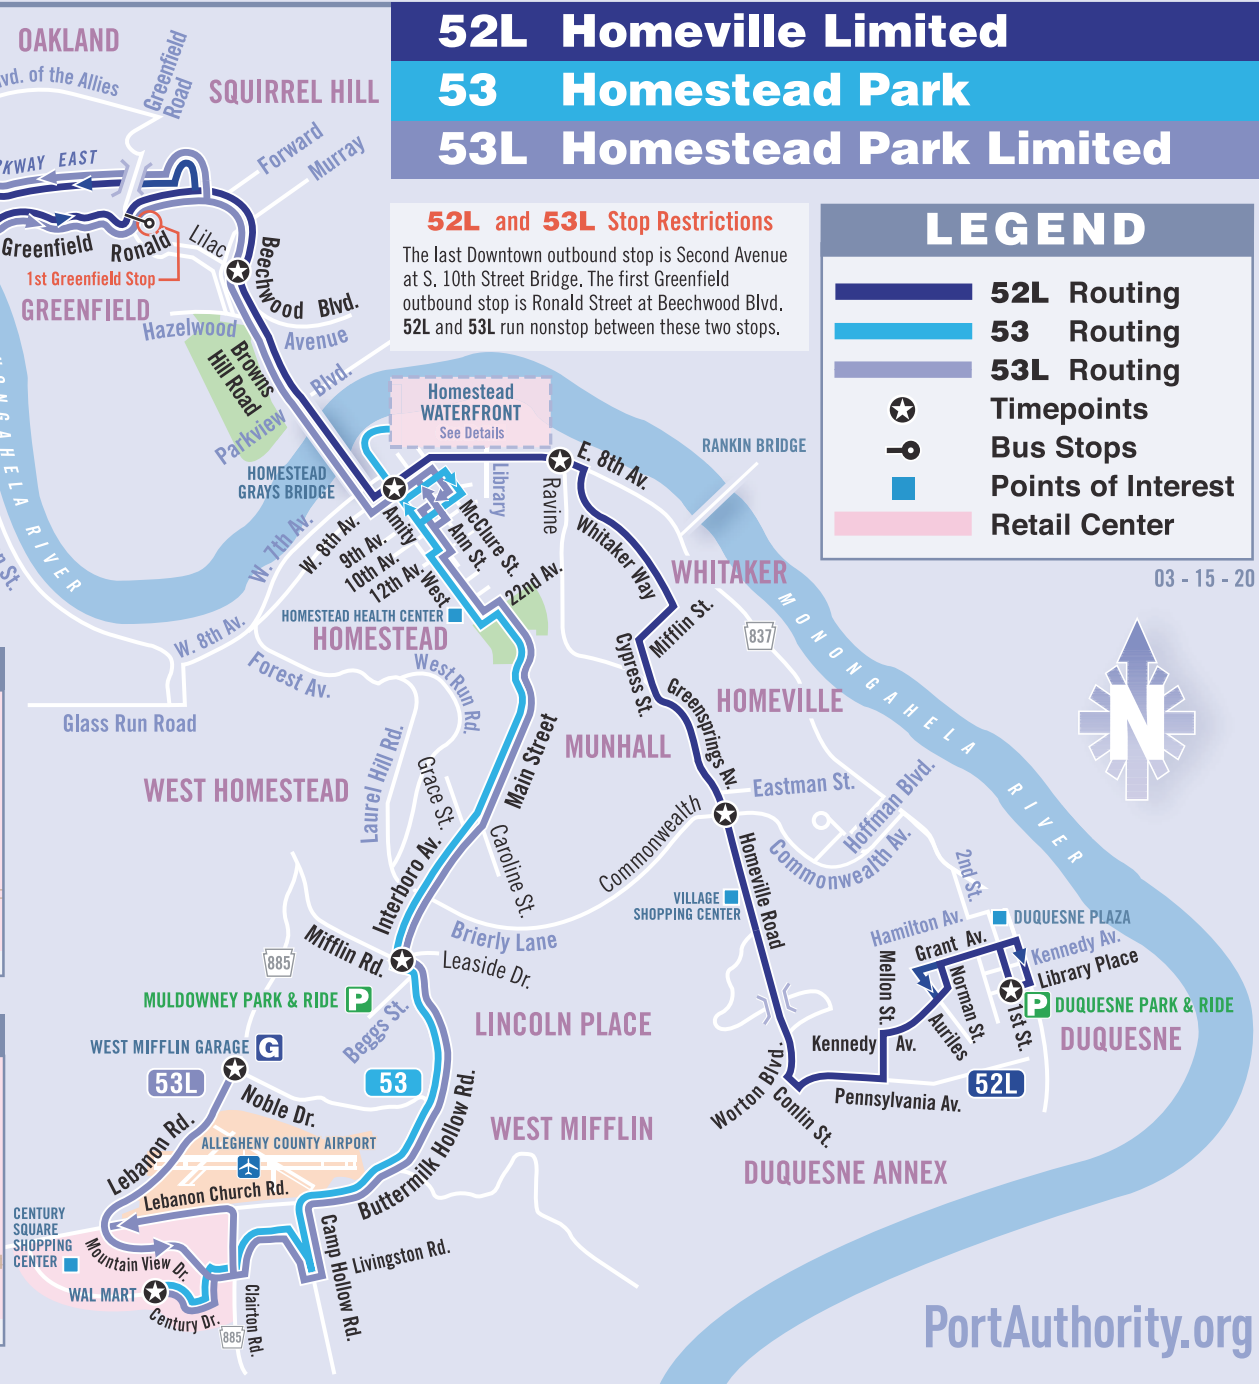 52L Homeville Limited
53 Homestead Park
53L Homestead Park Limited
OAKLAND
vd. of the Allies
Greenfield
Road
SQUIRREL HILL
KWAY EAST
Forward
Murray
Greenfield
Ronald
Lilac
1st Greenfield Stop
GREENFIELD
Beechwood Blvd.
Hazelwood
Avenue
Browns
Hill Road
Blvd.
Parkview
52L and 53L Stop Restrictions
The last Downtown outbound stop is Second Avenue
at S. 10th Street Bridge. The first Greenfield
outbound stop is Ronald Street at Beechwood Blvd.
52L and 53L run nonstop between these two stops.
LEGEND
52L Routing
53 Routing
53L Routing
Timepoints
Bus Stops
Points of Interest
Retail Center
03 - 15 - 20
Homestead
WATERFRONT
See Details
HOMESTEAD
GRAYS BRIDGE
RANKIN BRIDGE
E. 8th Av.
Library
Ravine
ONGAHELA RIVER
n St.
W. 7th Av.
W. 8th Av.
9th Av.
10th Av.
12th Av.
Amity
West
Ann St.
McClure St.
22nd Av.
Whitaker Way
WHITAKER
Mifflin St.
837
MONONGAHELA RIVER
HOMESTEAD HEALTH CENTER
HOMESTEAD
W. 8th Av.
Forest Av.
West Run Rd.
Cypress St.
Greensprings Av.
HOMEVILLE
N
Glass Run Road
MUNHALL
Main Street
WEST HOMESTEAD
Laurel Hill Rd.
Grace St.
Caroline St.
Interboro Av.
Commonwealth
Eastman St.
Hoffman Blvd.
Commonwealth Av.
Homeville Road
VILLAGE
SHOPPING CENTER
2nd St.
DUQUESNE PLAZA
Hamilton Av.
Grant Av.
Kennedy Av.
Library Place
Brierly Lane
Mifflin Rd.
Leaside Dr.
885
MULDOWNEY PARK & RIDE P
Beggs St.
LINCOLN PLACE
Mellon St.
Norman St.
Auriles
1st St.
P DUQUESNE PARK & RIDE
DUQUESNE
WEST MIFFLIN GARAGE G
53L
53
Kennedy Av.
52L
Noble Dr.
Worton Blvd.
Conlin St.
Pennsylvania Av.
Lebanon Rd.
ALLEGHENY COUNTY AIRPORT
WEST MIFFLIN
Buttermilk Hollow Rd.
DUQUESNE ANNEX
Lebanon Church Rd.
CENTURY
SQUARE
SHOPPING
CENTER
Mountain View Dr.
Camp Hollow Rd.
Livingston Rd.
WAL MART
Century Dr.
Clairton Rd.
885
PortAuthority.org